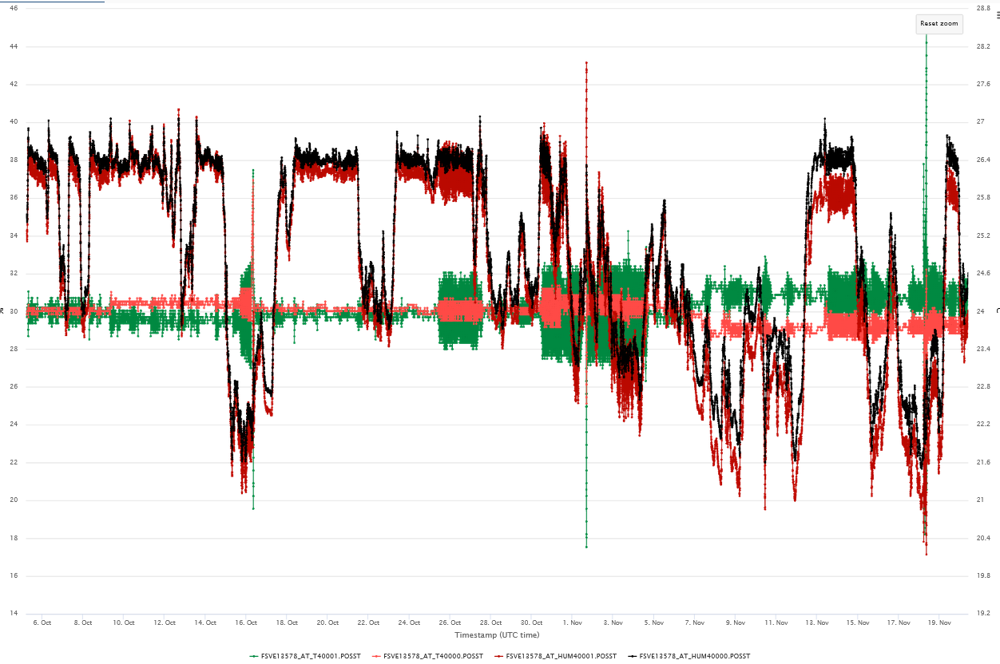 46
28.8
Reset zoom
44
28.2
42
27.6
40
27
38
26.4
36
25.8
34
25.2
32
24.6
%
30
24
C
28
23.4
26
22.8
24
22.2
22
21.6
20
21
18
20.4
16
19.8
14
19.2
6. Oct
8. Oct
10. Oct
12. Oct
14. Oct
16. Oct
18. Oct
20. Oct
22. Oct
24. Oct
26. Oct
28. Oct
30. Oct
1. Nov
3. Nov
5. Nov
7. Nov
9. Nov
11. Nov
13. Nov
15. Nov
17. Nov
19. Nov
Timestamp (UTC time)
FSVE13578_AT_T40001.POSST
FSVE13578_AT_T40000.POSST
FSVE13578_AT_HUM40001.POSST
FSVE13578_AT_HUM40000.POSST